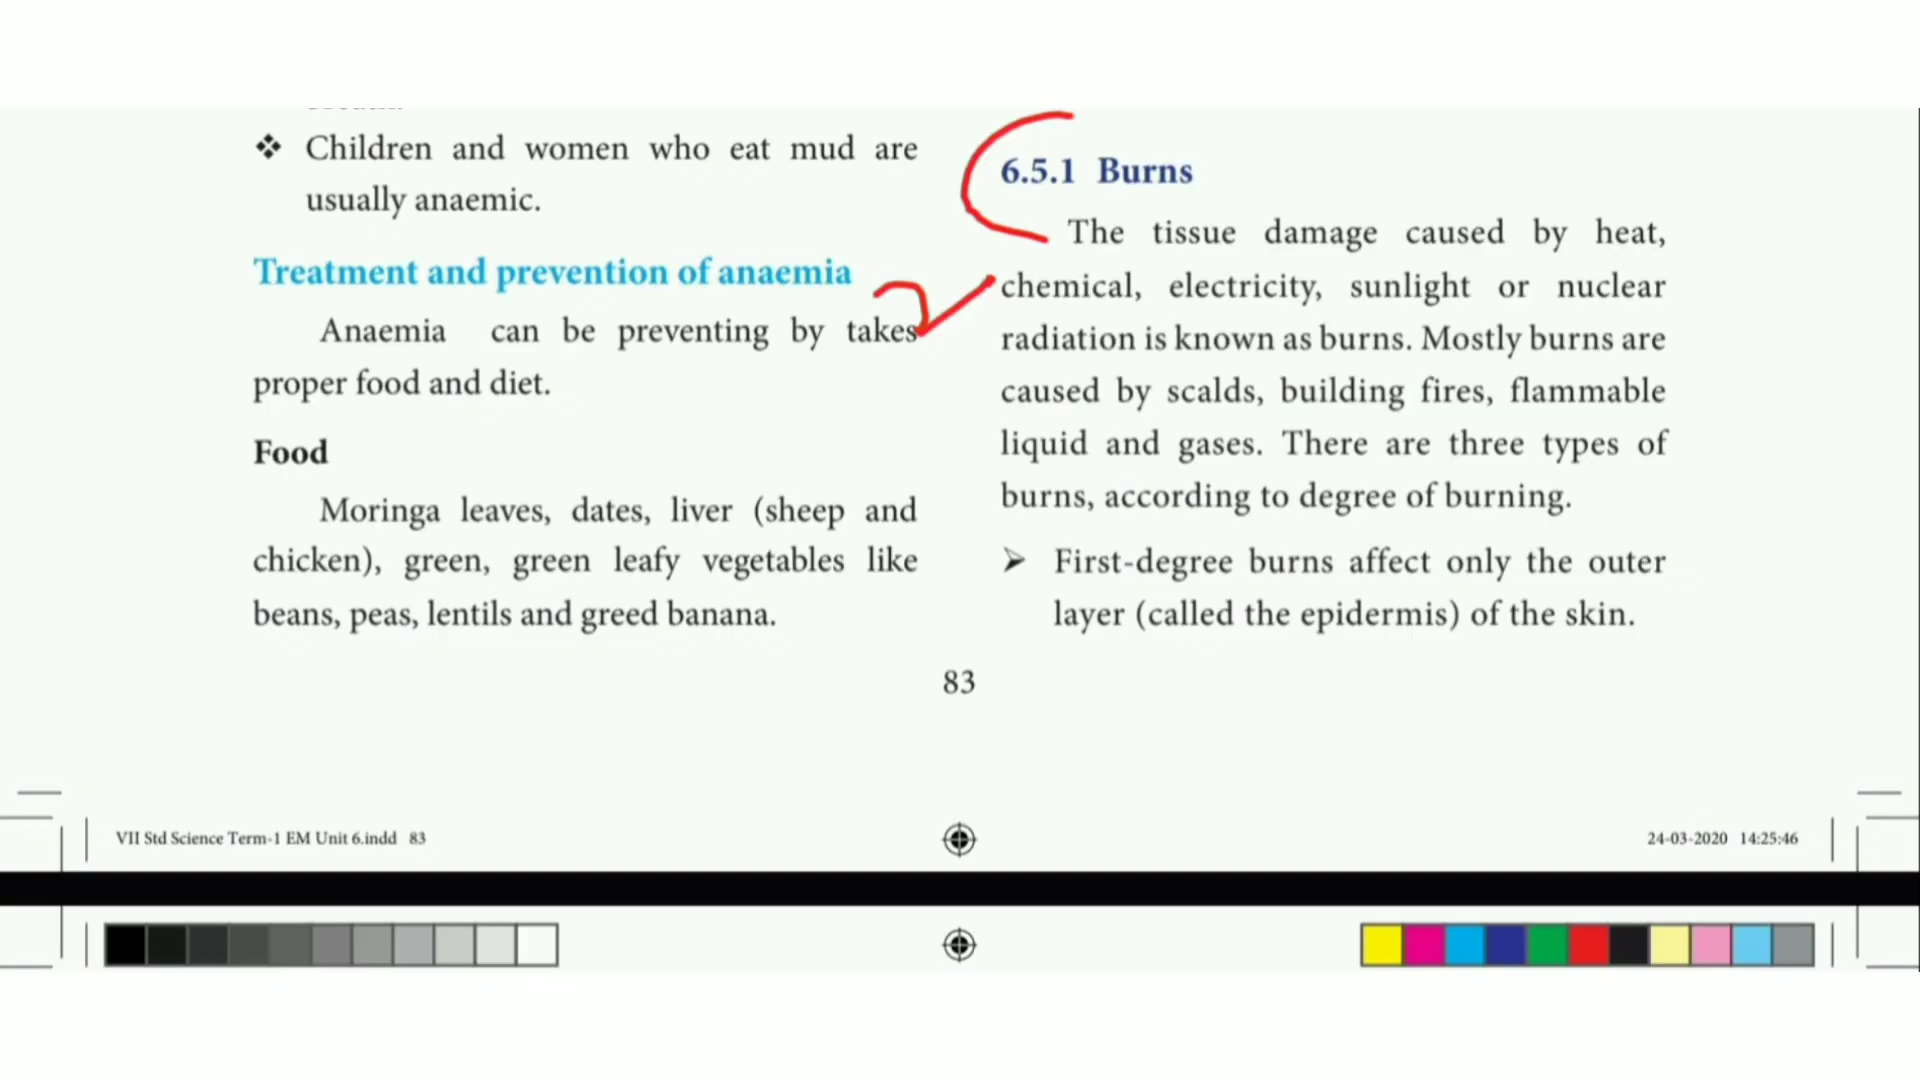 ❖ Children and women who eat mud are
usually anaemic.
Treatment and prevention of anaemia
Anaemia can be preventing by takes
proper food and diet.
Food
Moringa leaves, dates, liver (sheep and
chicken), green, green leafy vegetables like
beans, peas, lentils and greed banana.
6.5.1 Burns
The tissue damage caused by heat,
chemical, electricity, sunlight or nuclear
radiation is known as burns. Mostly burns are
caused by scalds, building fires, flammable
liquid and gases. There are three types of
burns, according to degree of burning.
➢ First-degree burns affect only the outer
layer (called the epidermis) of the skin.
83
VII Std Science Term-1 EM Unit 6.indd 83
24-03-2020 14:25:46